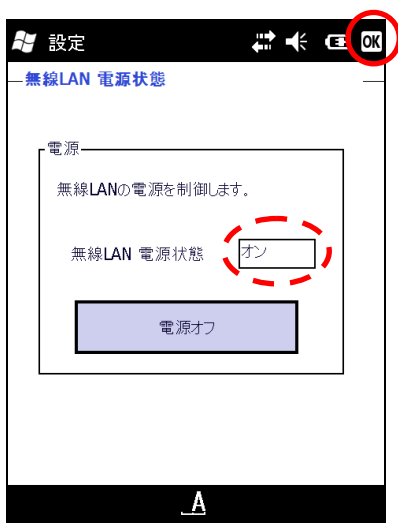 設定 OK
無線LAN 電源状態
電源
無線LANの電源を制御します。
無線LAN 電源状態 オン
電源オフ
A